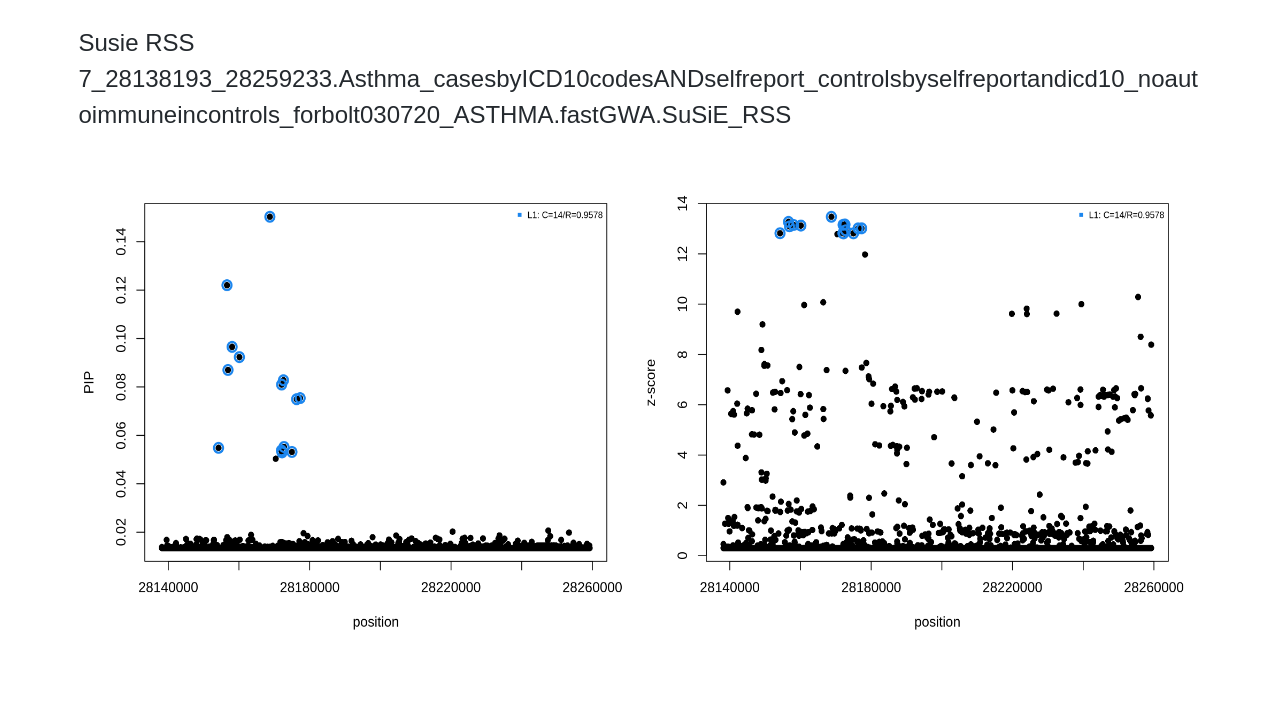 Susie RSS
7_28138193_28259233.Asthma_casesbyICD10codesANDselfreport_controlsbyselfreportandicd10_noaut
oimmuneincontrols_forbolt030720_ASTHMA.fastGWA.SuSiE_RSS
L1: C=14/R=0.9578
PIP
0.14
0.12
0.10
0.08
0.06
0.04
0.02
28140000 28180000 28220000 28260000
position
L1: C=14/R=0.9578
z-score
14
12
10
8
6
4
2
0
28140000 28180000 28220000 28260000
position